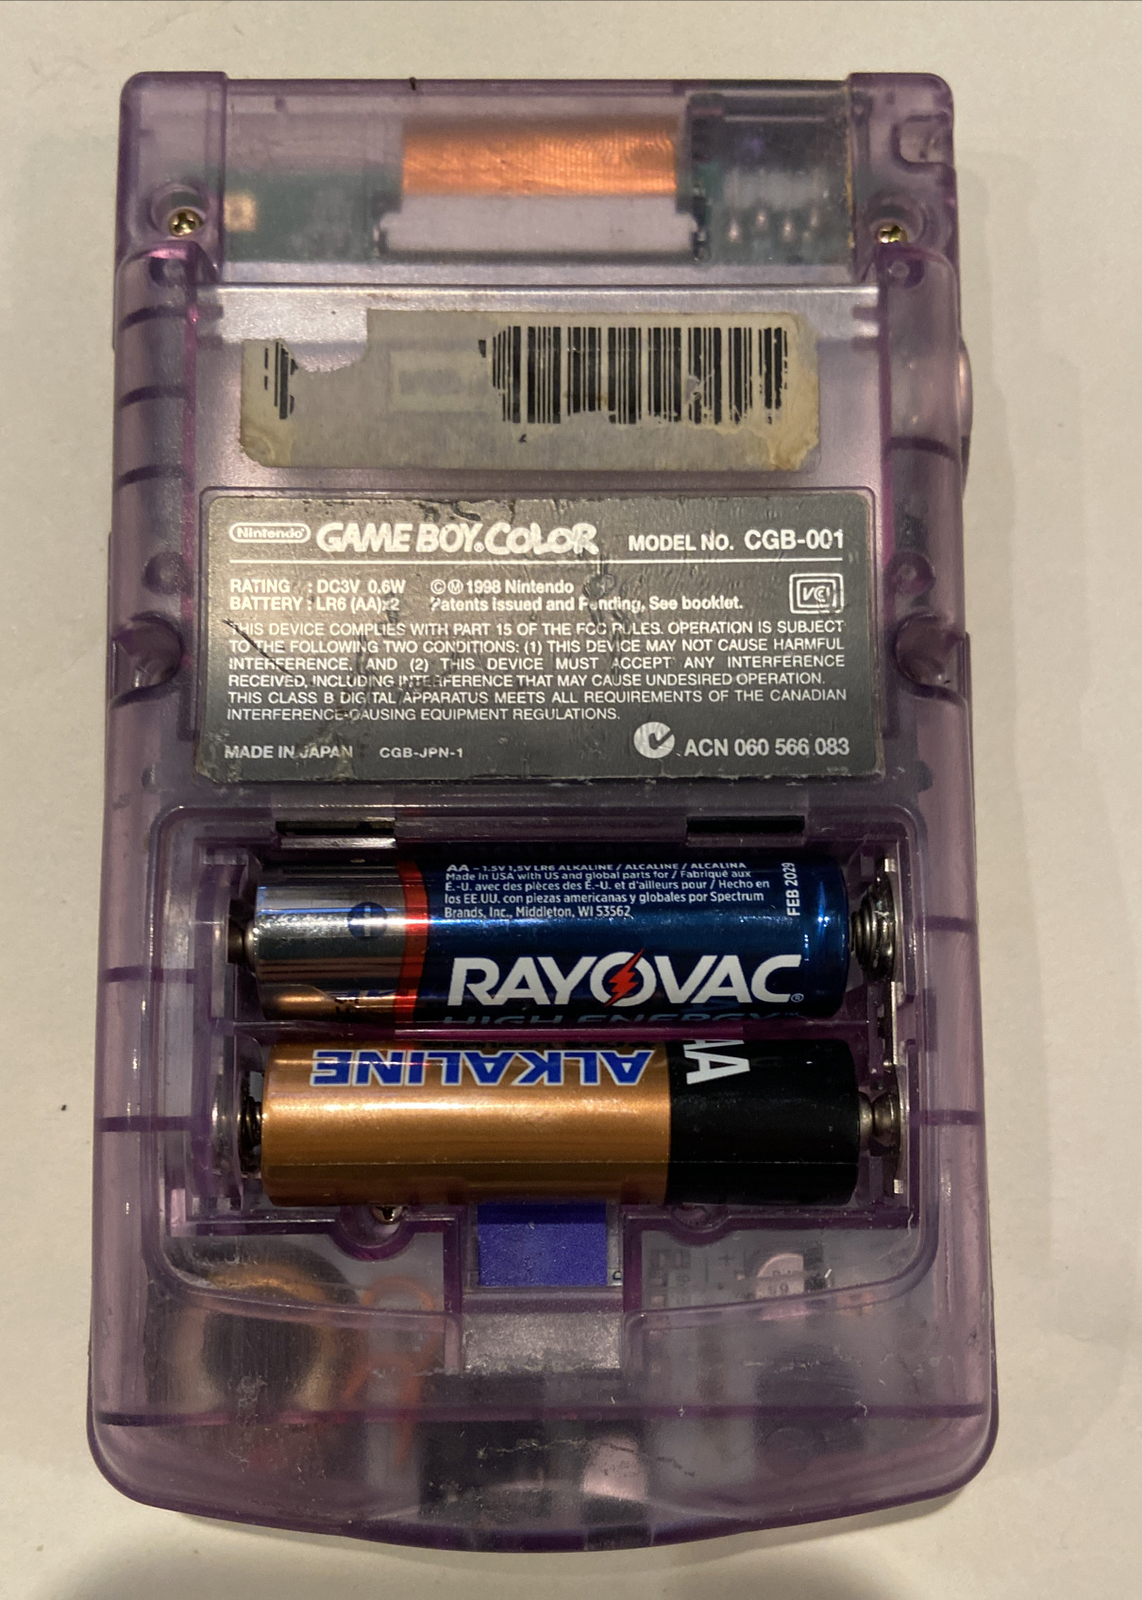 Nintendo GAME BOY COLOR MODEL NO. CGB-001
RATING : DC3V 0.6W ©Ⓜ1998 Nintendo
BATTERY : LR6 (AA)x2 Patents Issued and Pending, See booklet.
THIS DEVICE COMPLIES WITH PART 15 OF THE FCC RULES. OPERATION IS SUBJECT
TO THE FOLLOWING TWO CONDITIONS: (1) THIS DEVICE MAY NOT CAUSE HARMFUL
INTERFERENCE, AND (2) THIS DEVICE MUST ACCEPT ANY INTERFERENCE
RECEIVED, INCLUDING INTERFERENCE THAT MAY CAUSE UNDESIRED OPERATION.
THIS CLASS B DIGITAL APPARATUS MEETS ALL REQUIREMENTS OF THE CANADIAN
INTERFERENCE-CAUSING EQUIPMENT REGULATIONS.
MADE IN JAPAN CGB-JPN-1 ACN 060 566 083
AA – 1.5V 1,5V LR6 ALKALINE / ALCALINE / ALCALINA
Made in USA with US and global parts for / Fabriqué aux
É.-U. avec des pièces des É.-U. et d'ailleurs pour / Hecho en
los EE.UU. con piezas americanas y globales por Spectrum
Brands, Inc., Middleton, WI 53562
FEB 2029
+
RAYOVAC®
HIGH ENERGY™
ALKALINE
AA